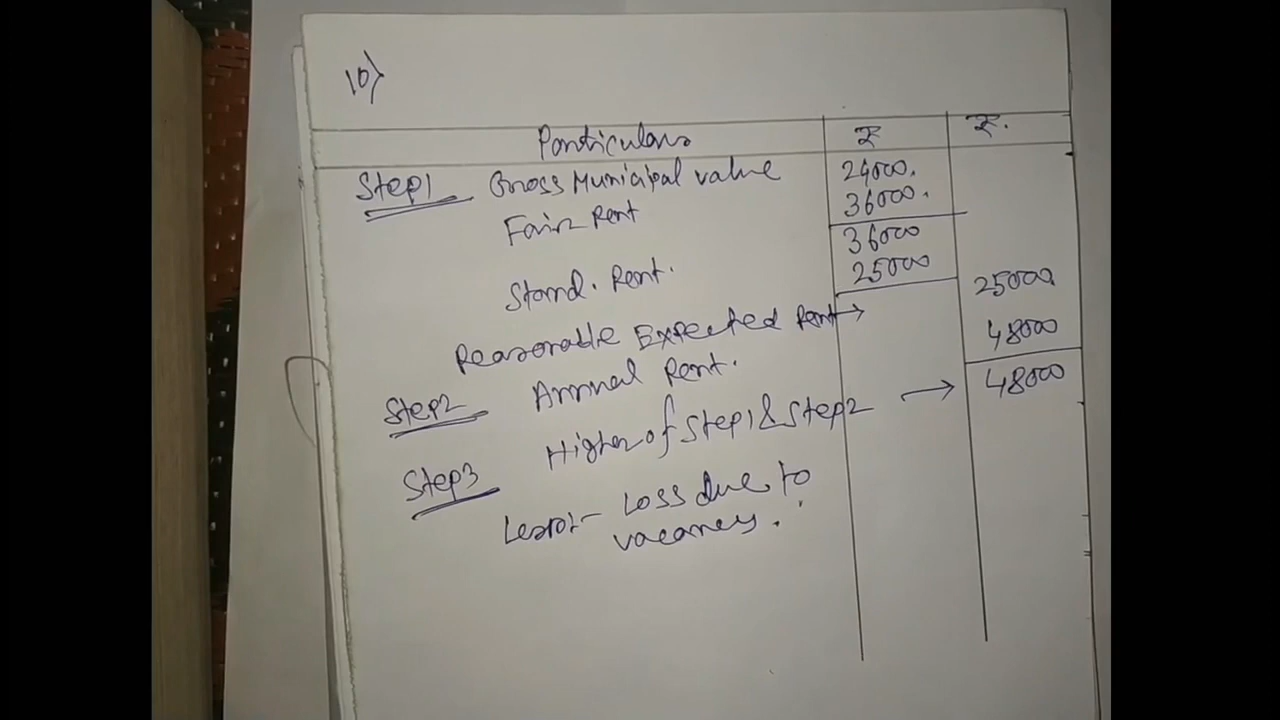 10)
Particulars ₹ ₹.
Step1 Gross Municipal value 24000.
Fair Rent 36000.
36000
Stand. Rent. 25000
Reasonable Expected Rent → 25000
Step2 Annual Rent. 48000
Step3 Higher of Step1 & Step2 → 48000
Less:- Loss due to
vacancy.